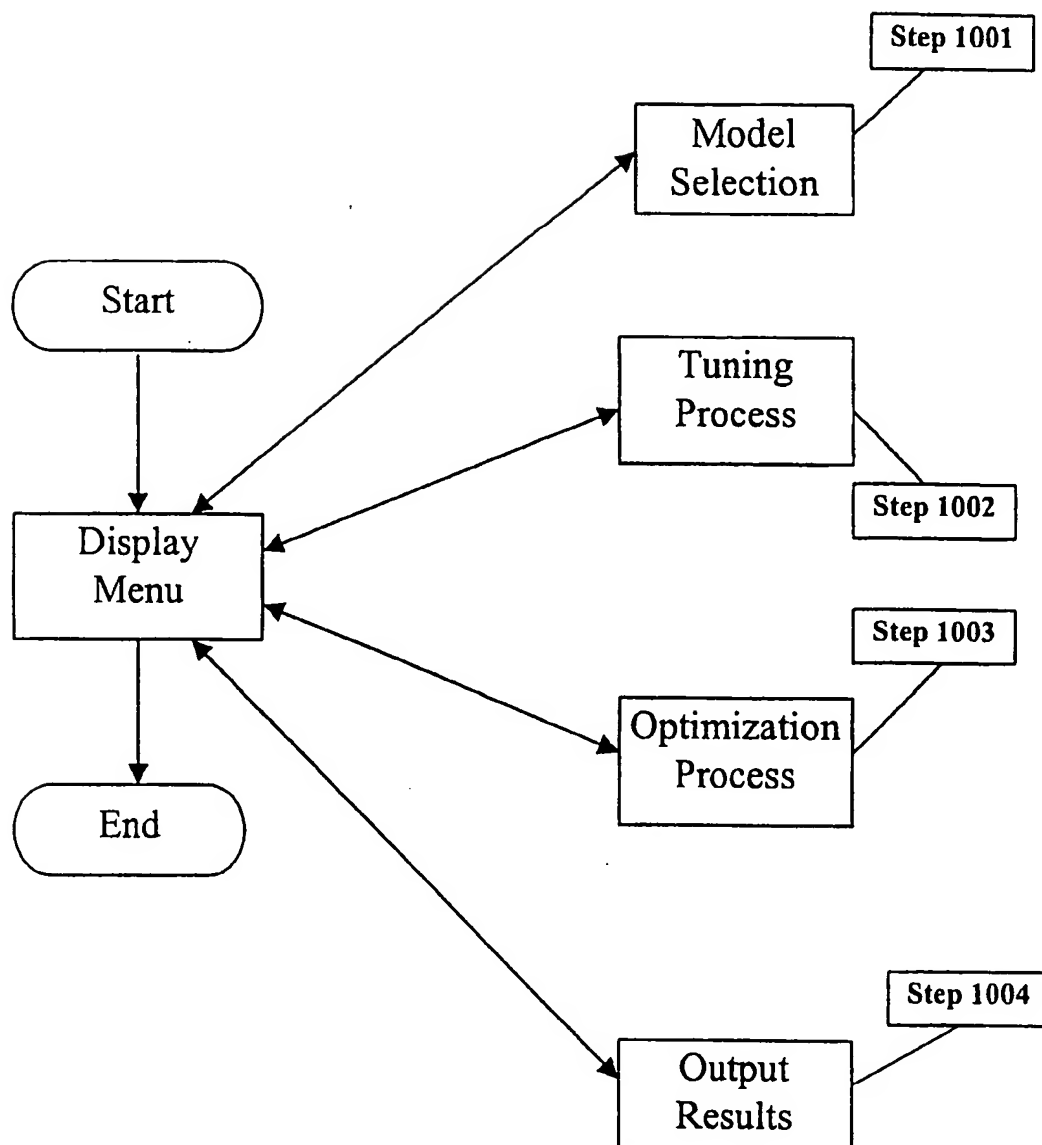 Step 1001
Model
Selection
Start
Tuning
Process
Step 1002
Display
Menu
Step 1003
Optimization
Process
End
Step 1004
Output
Results